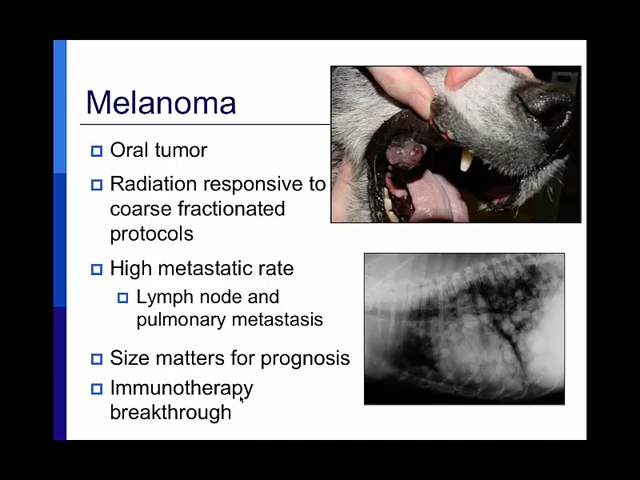 Melanoma
Oral tumor
Radiation responsive to
coarse fractionated
protocols
High metastatic rate
Lymph node and
pulmonary metastasis
Size matters for prognosis
Immunotherapy
breakthrough